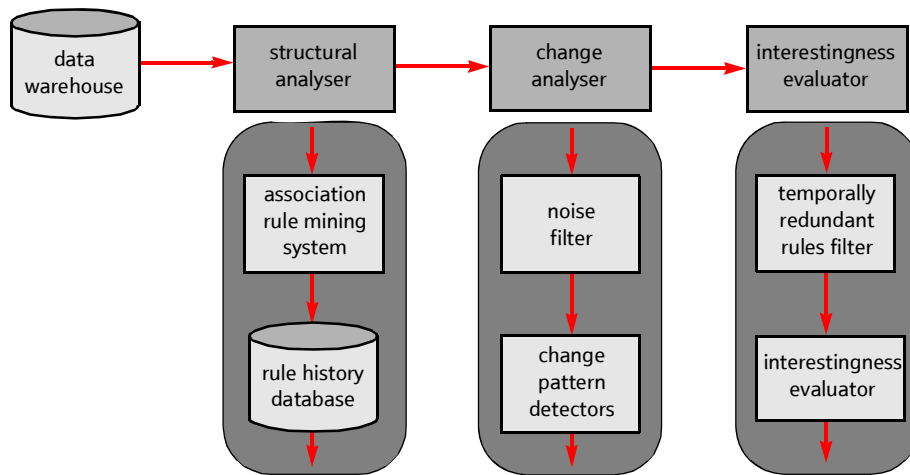 data
warehouse
structural
analyser
change
analyser
interestingness
evaluator
association
rule mining
system
rule history
database
noise
filter
change
pattern
detectors
temporally
redundant
rules filter
interestingness
evaluator